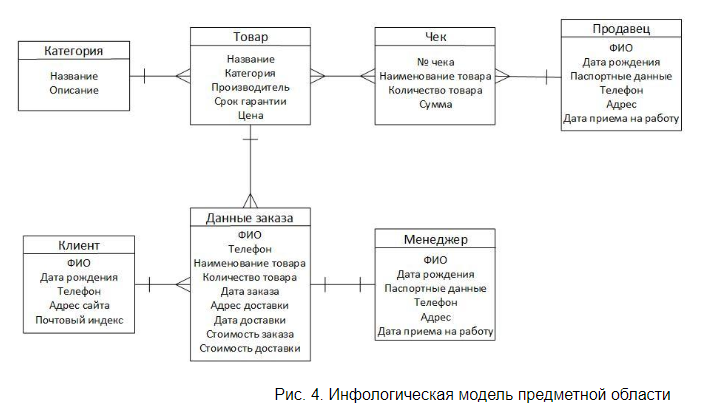 Категория
Название
Описание
Товар
Название
Категория
Производитель
Срок гарантии
Цена
Чек
№ чека
Наименование товара
Количество товара
Сумма
Продавец
ФИО
Дата рождения
Паспортные данные
Телефон
Адрес
Дата приема на работу
Клиент
ФИО
Дата рождения
Телефон
Адрес сайта
Почтовый индекс
Данные заказа
ФИО
Телефон
Наименование товара
Количество товара
Дата заказа
Адрес доставки
Дата доставки
Стоимость заказа
Стоимость доставки
Менеджер
ФИО
Дата рождения
Паспортные данные
Телефон
Адрес
Дата приема на работу
Рис. 4. Инфологическая модель предметной области